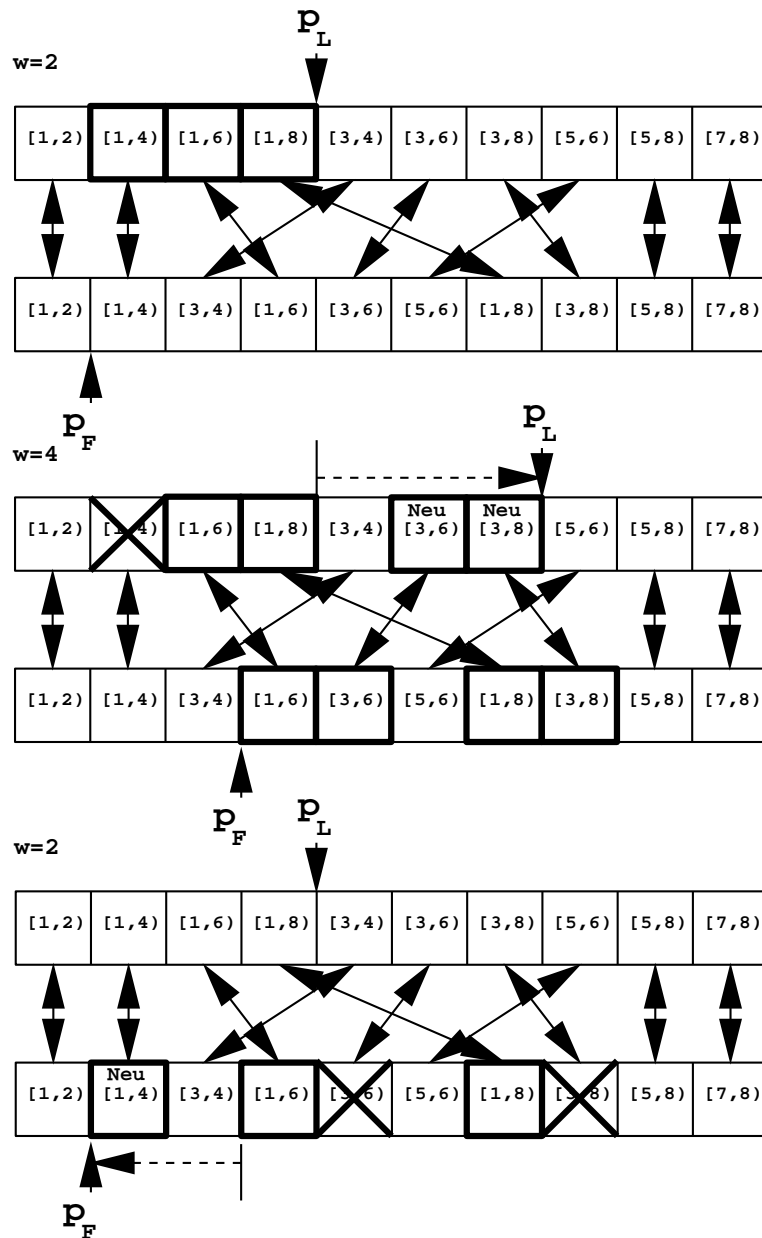 p_L
w=2
[1,2) [1,4) [1,6) [1,8) [3,4) [3,6) [3,8) [5,6) [5,8) [7,8)
[1,2) [1,4) [3,4) [1,6) [3,6) [5,6) [1,8) [3,8) [5,8) [7,8)
p_F
p_L
w=4
Neu Neu
[1,2) [1,4) [1,6) [1,8) [3,4) [3,6) [3,8) [5,6) [5,8) [7,8)
[1,2) [1,4) [3,4) [1,6) [3,6) [5,6) [1,8) [3,8) [5,8) [7,8)
p_F
p_L
w=2
[1,2) [1,4) [1,6) [1,8) [3,4) [3,6) [3,8) [5,6) [5,8) [7,8)
Neu
[1,2) [1,4) [3,4) [1,6) [3,6) [5,6) [1,8) [3,8) [5,8) [7,8)
p_F